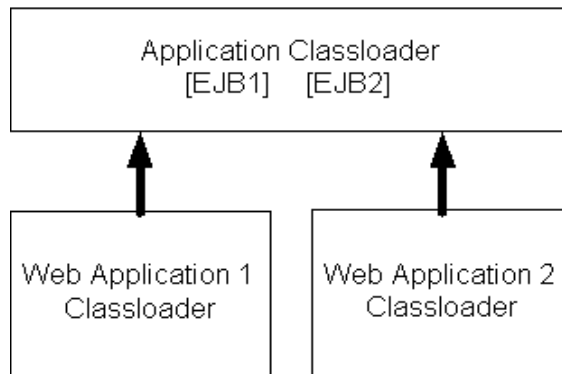 Application Classloader
[EJB1] [EJB2]
Web Application 1
Classloader
Web Application 2
Classloader